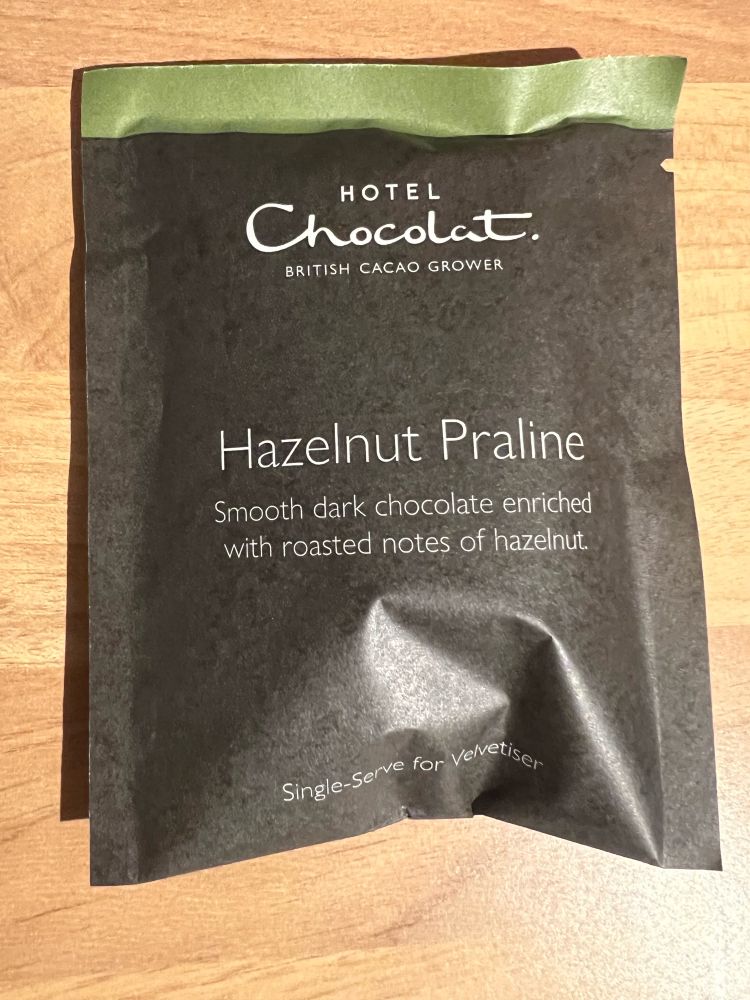 HOTEL
Chocolat.
BRITISH CACAO GROWER
Hazelnut Praline
Smooth dark chocolate enriched
with roasted notes of hazelnut.
Single-Serve for Velvetiser